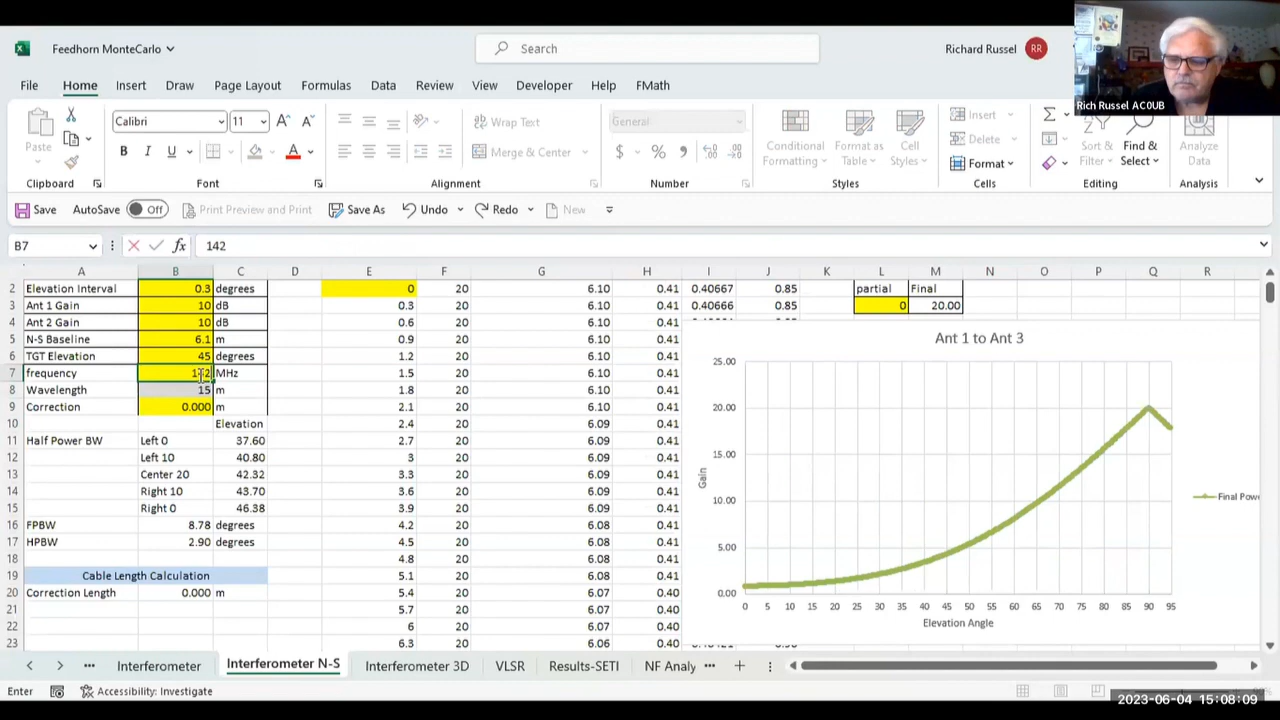 Feedhorn MonteCarlo
Search
Richard Russel RR
Rich Russel AC0UB
File Home Insert Draw Page Layout Formulas Data Review View Developer Help FMath
Paste
Calibri 11 A A
B I U A
Wrap Text
Merge & Center
General
$ % ,
Conditional Formatting
Format as Table
Cell Styles
Insert
Delete
Format
Sort & Filter
Find & Select
Analyze Data
Clipboard Font Alignment Number Styles Cells Editing Analysis
Save AutoSave Off Print Preview and Print Save As Undo Redo New
B7 fx 142
A B C D E F G H I J K L M N O P Q R
2 Elevation Interval 0.3 degrees 0 20 6.10 0.41 0.40667 0.85 partial Final
3 Ant 1 Gain 10 dB 0.3 20 6.10 0.41 0.40666 0.85 0 20.00
4 Ant 2 Gain 10 dB 0.6 20 6.10 0.41
5 N-S Baseline 6.1 m 0.9 20 6.10 0.41
6 TGT Elevation 45 degrees 1.2 20 6.10 0.41
7 frequency 142 MHz 1.5 20 6.10 0.41
8 Wavelength 15 m 1.8 20 6.10 0.41
9 Correction 0.000 m 2.1 20 6.10 0.41
10 Elevation 2.4 20 6.09 0.41
11 Half Power BW Left 0 37.60 2.7 20 6.09 0.41
12 Left 10 40.80 3 20 6.09 0.41
13 Center 20 42.32 3.3 20 6.09 0.41
14 Right 10 43.70 3.6 20 6.09 0.41
15 Right 0 46.38 3.9 20 6.09 0.41
16 FPBW 8.78 degrees 4.2 20 6.08 0.41
17 HPBW 2.90 degrees 4.5 20 6.08 0.41
18 4.8 20 6.08 0.41
19 Cable Length Calculation 5.1 20 6.08 0.41
20 Correction Length 0.000 m 5.4 20 6.07 0.40
21 5.7 20 6.07 0.40
22 6 20 6.07 0.40
23 6.3 20 6.06 0.40
Ant 1 to Ant 3
25.00
20.00
15.00
10.00
5.00
0.00
Gain
0 5 10 15 20 25 30 35 40 45 50 55 60 65 70 75 80 85 90 95
Elevation Angle
Final Powe
Interferometer Interferometer N-S Interferometer 3D VLSR Results-SETI NF Analy
Enter Accessibility: Investigate
2023-06-04 15:08:09